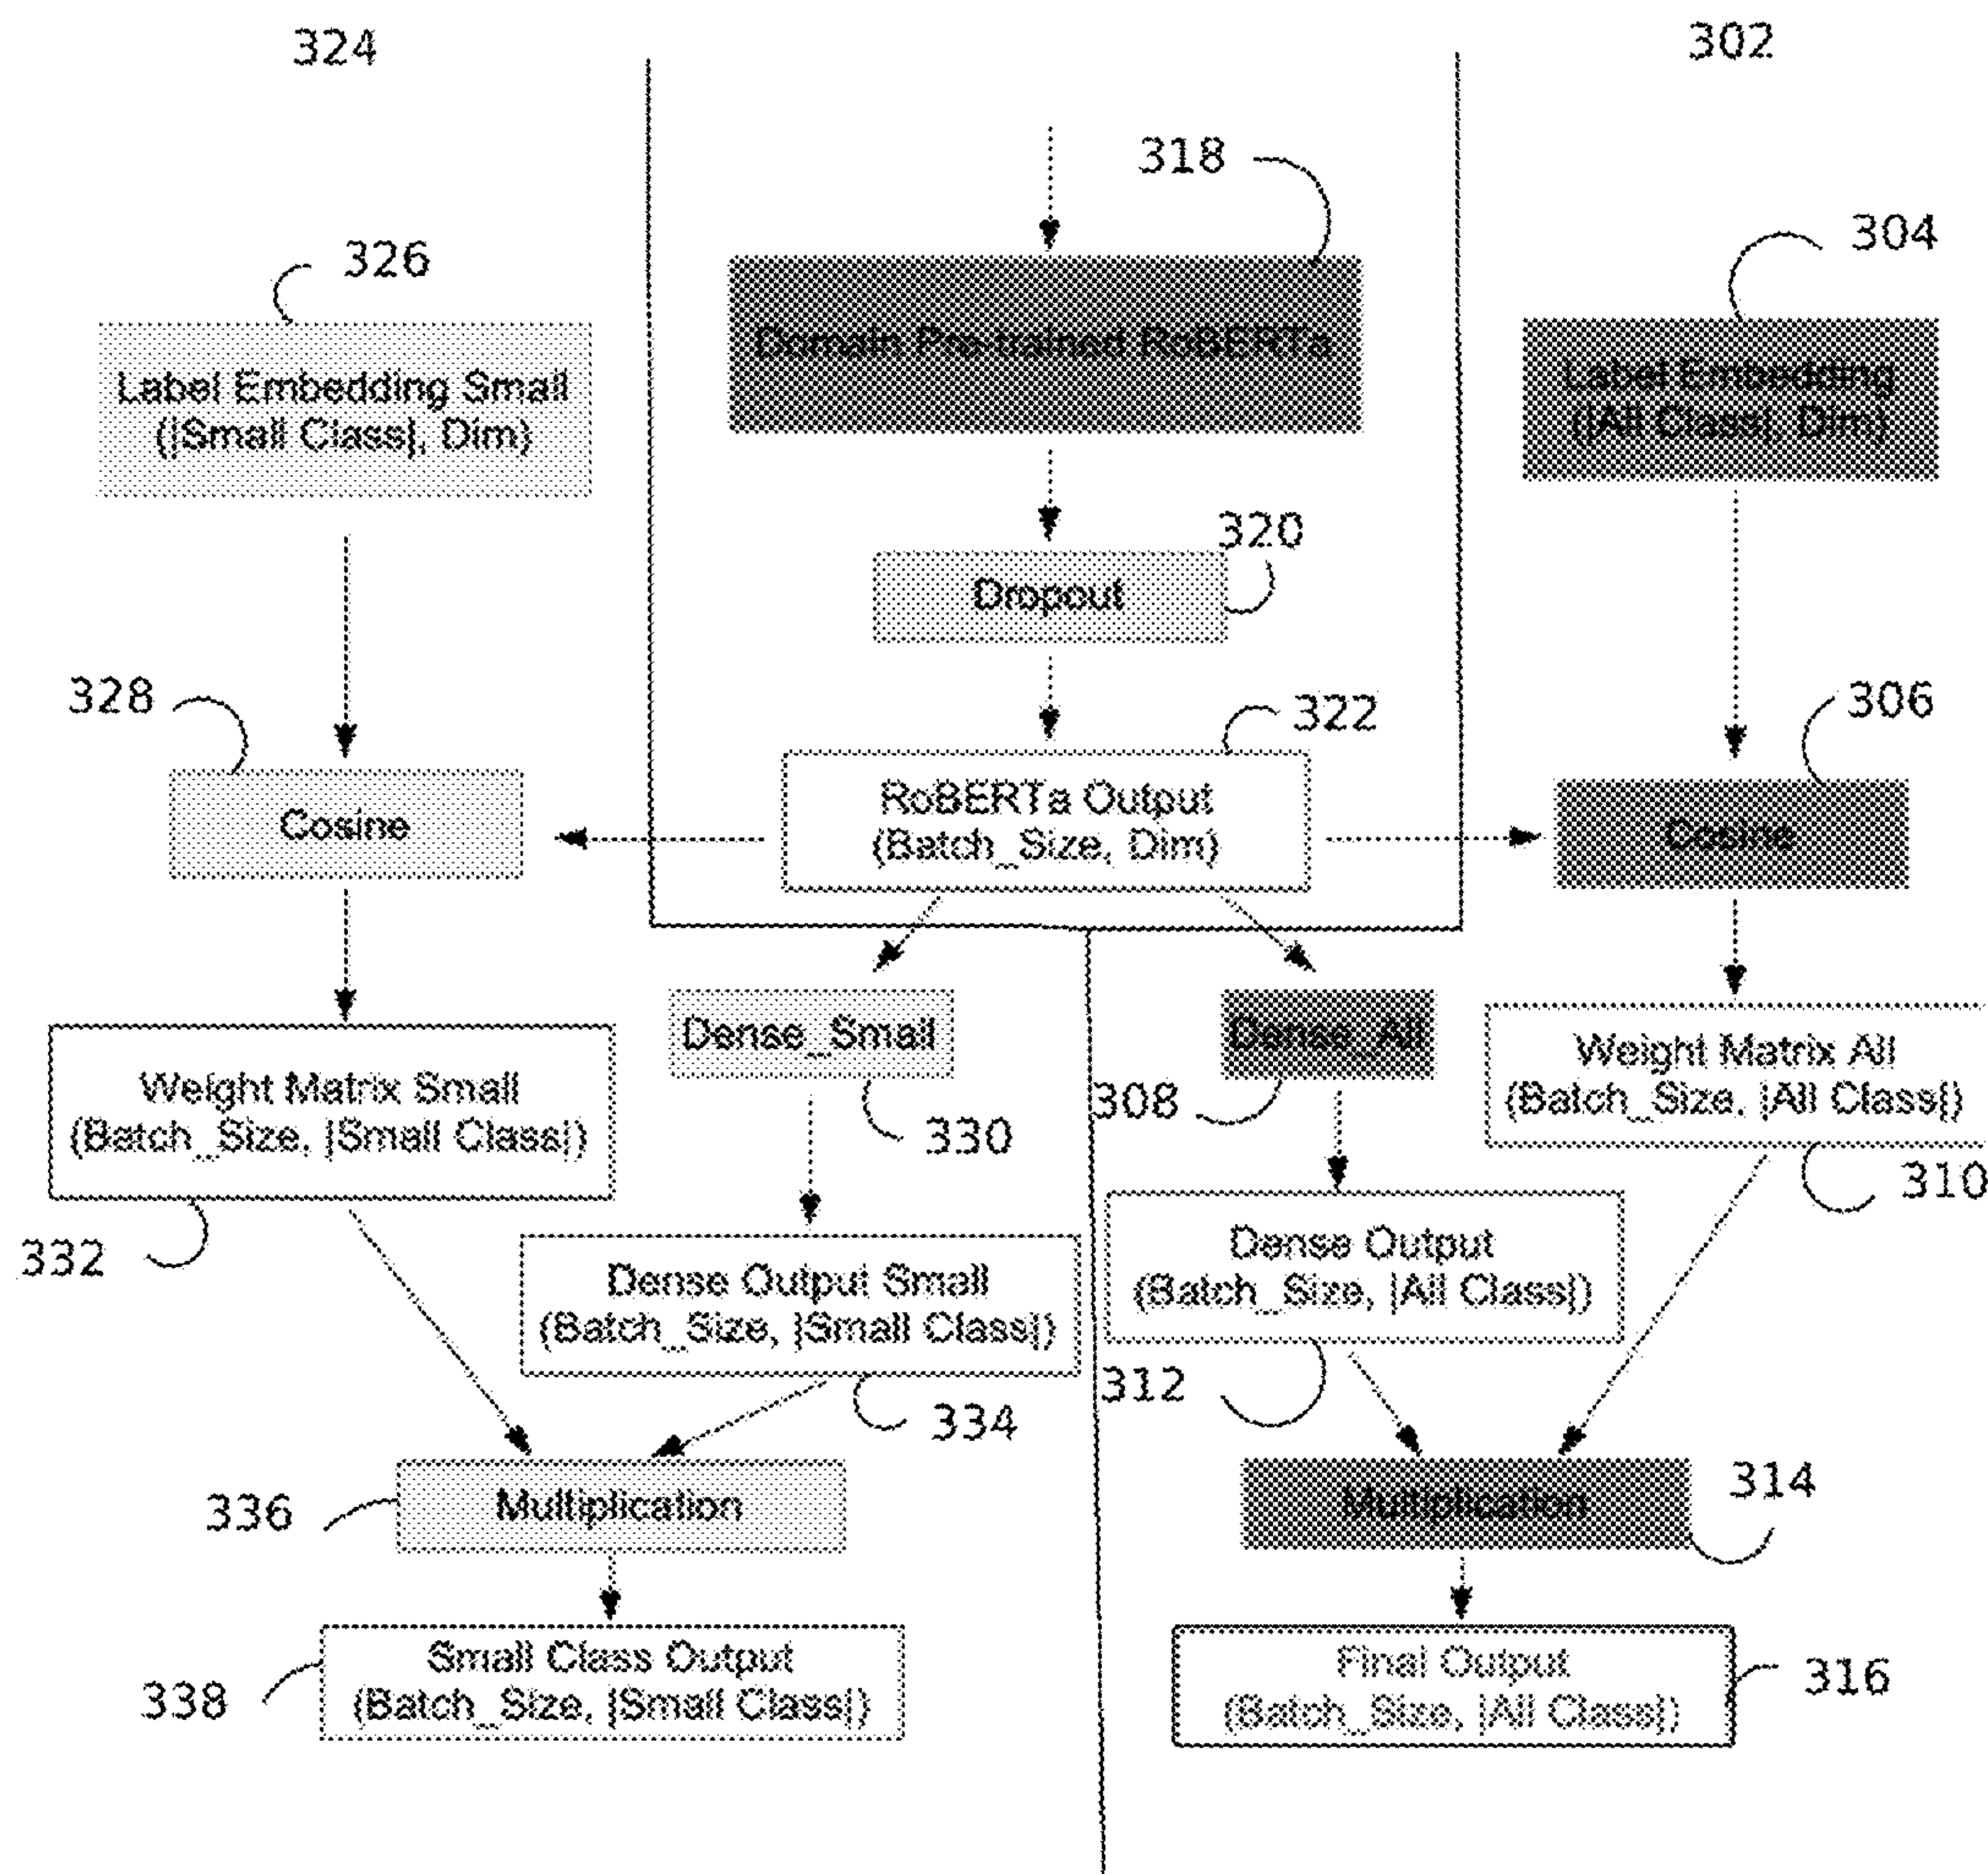 324
302
318
304
326
Domain Pre-trained RoBERTa
Label Embedding Small
(|Small Class|, Dim)
Label Embedding
(|All Class|, Dim)
320
Dropout
328
322
306
Cosine
RoBERTa Output
(Batch_Size, Dim)
Cosine
Dense_Small
Dense_All
Weight Matrix Small
(Batch_Size, |Small Class|)
Weight Matrix All
(Batch_Size, |All Class|)
330
308
310
332
Dense Output Small
(Batch_Size, |Small Class|)
Dense Output
(Batch_Size, |All Class|)
334
312
336
Multiplication
Multiplication
314
338
Small Class Output
(Batch_Size, |Small Class|)
Final Output
(Batch_Size, |All Class|)
316